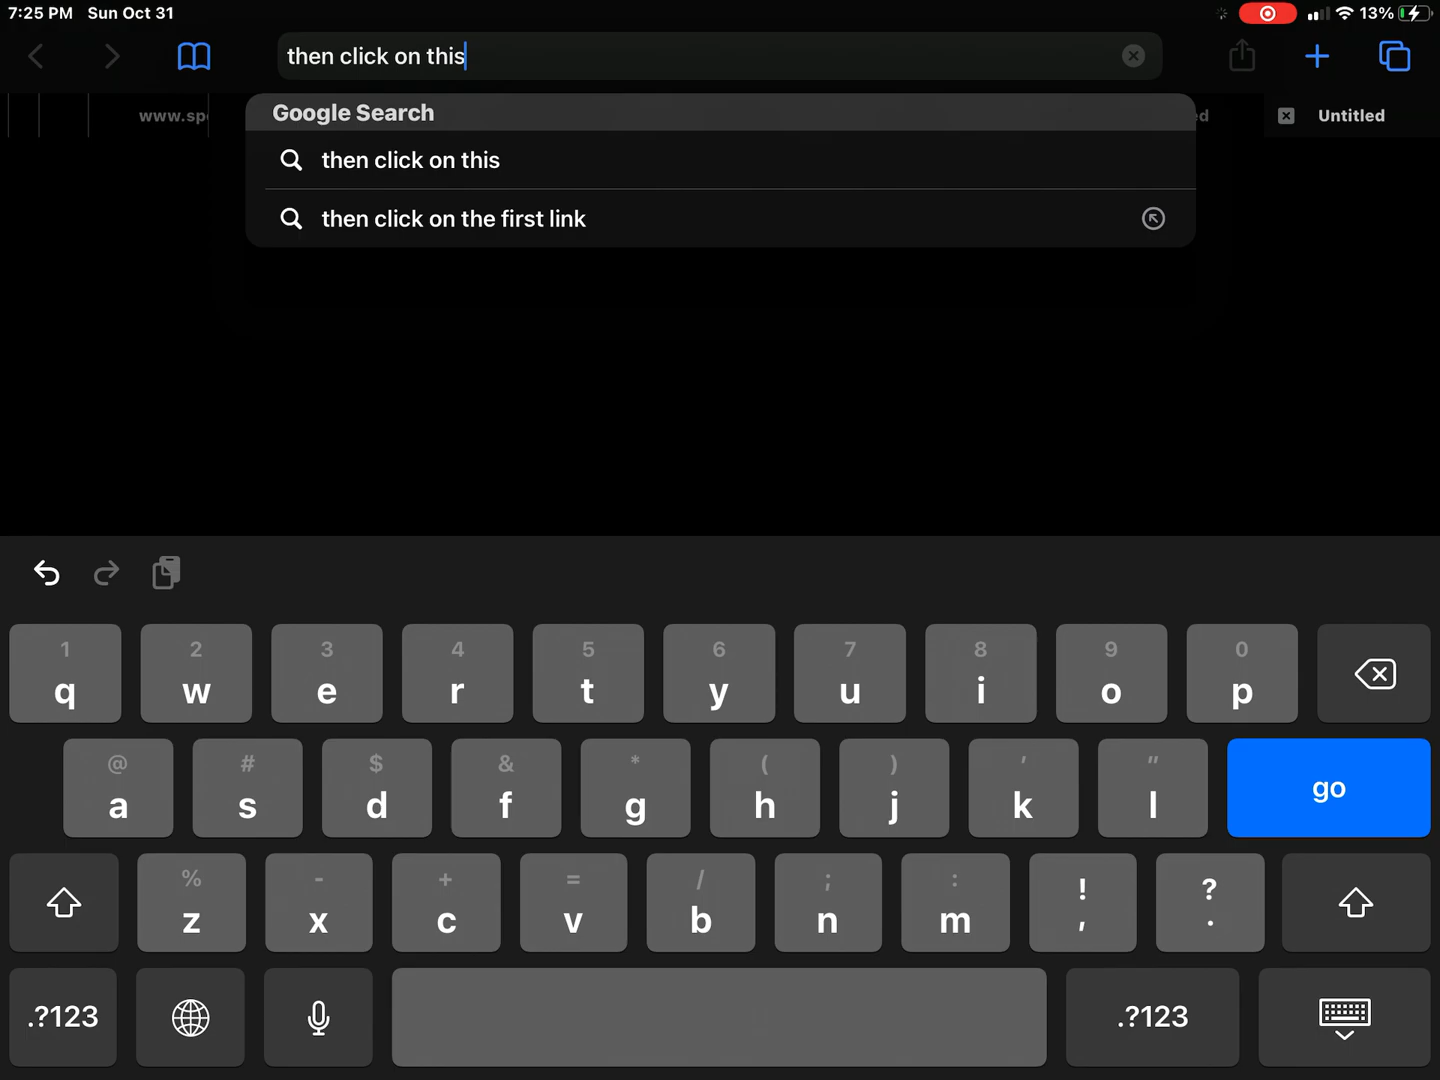 7:25 PM Sun Oct 31
13%
then click on this
www.sp
d
Untitled
Google Search
then click on this
then click on the first link
1 2 3 4 5 6 7 8 9 0
q w e r t y u i o p
@ # $ & * ( ) ' "
a s d f g h j k l go
% - + = / ; : ! ?
z x c v b n m , .
.?123 .?123